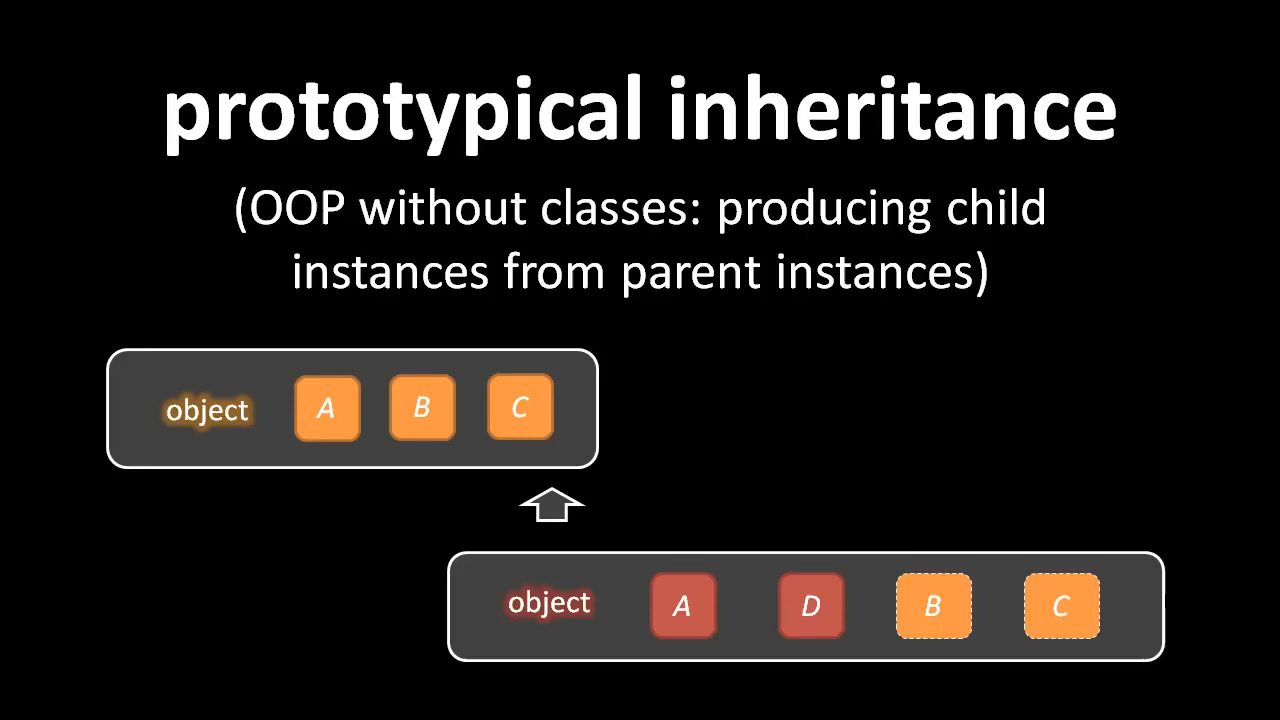 prototypical inheritance
(OOP without classes: producing child
instances from parent instances)
object A B C
object A D B C